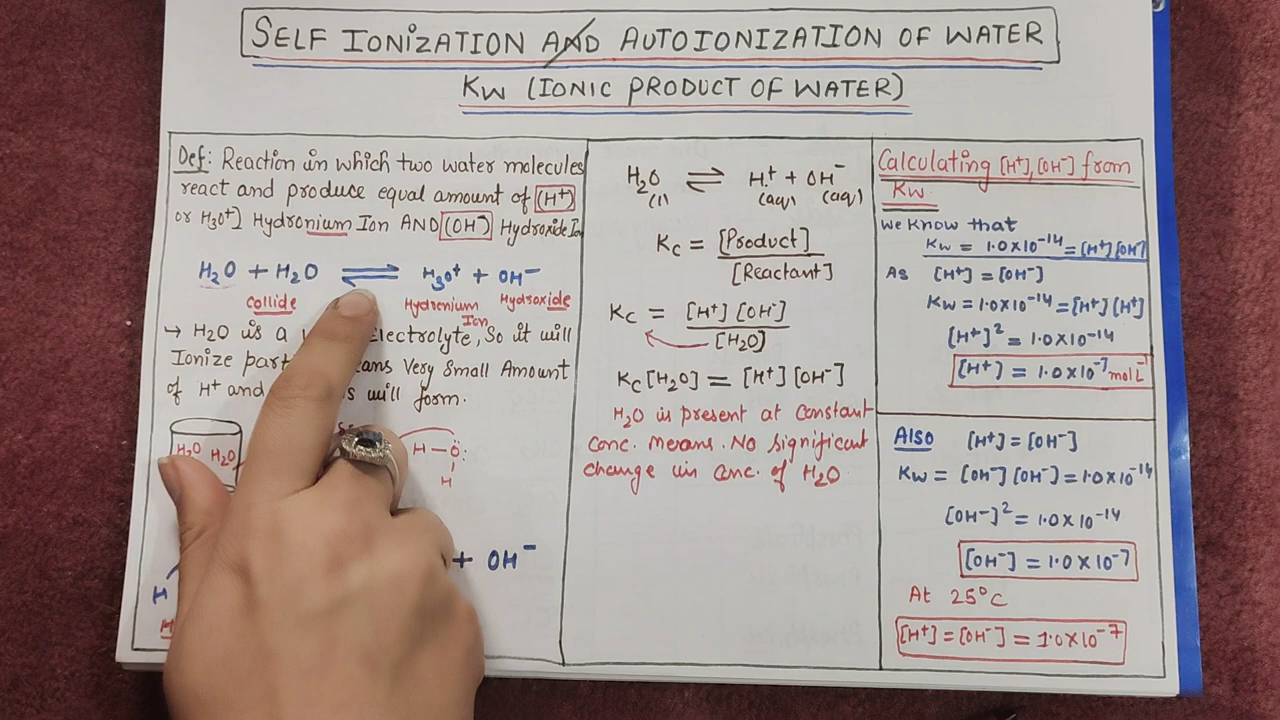 SELF IONIZATION AND AUTOIONIZATION OF WATER
KW (IONIC PRODUCT OF WATER)
Def: Reaction in which two water molecules
react and produce equal amount of (H⁺)
or H₃O⁺] Hydronium Ion AND (OH⁻) Hydroxide Ion
H₂O + H₂O ⇌ H₃O⁺ + OH⁻
Collide Hydronium Ion Hydroxide
→ H₂O is a Electrolyte, So it will
Ionize Very Small Amount
of H⁺ and will form.
H₂O H₂O
H–Ö:
H
+ OH⁻
H
H₂O ⇌ H⁺ + OH⁻
(l) (aq) (aq)
Kc = [Product]
[Reactant]
Kc = [H⁺] [OH⁻]
[H₂O]
Kc [H₂O] = [H⁺] [OH⁻]
H₂O is present at Constant
Conc. means. No significant
change in Conc. of H₂O
Calculating [H⁺], [OH⁻] from
Kw.
We know that
Kw = 1.0×10⁻¹⁴ = [H⁺] [OH⁻]
As [H⁺] = [OH⁻]
Kw = 1.0×10⁻¹⁴ = [H⁺] [H⁺]
[H⁺]² = 1.0×10⁻¹⁴
[H⁺] = 1.0×10⁻⁷ mol L⁻¹
Also [H⁺] = [OH⁻]
Kw = [OH⁻] [OH⁻] = 1.0×10⁻¹⁴
[OH⁻]² = 1.0×10⁻¹⁴
[OH⁻] = 1.0×10⁻⁷
At 25°C
[H⁺] = [OH⁻] = 1.0×10⁻⁷